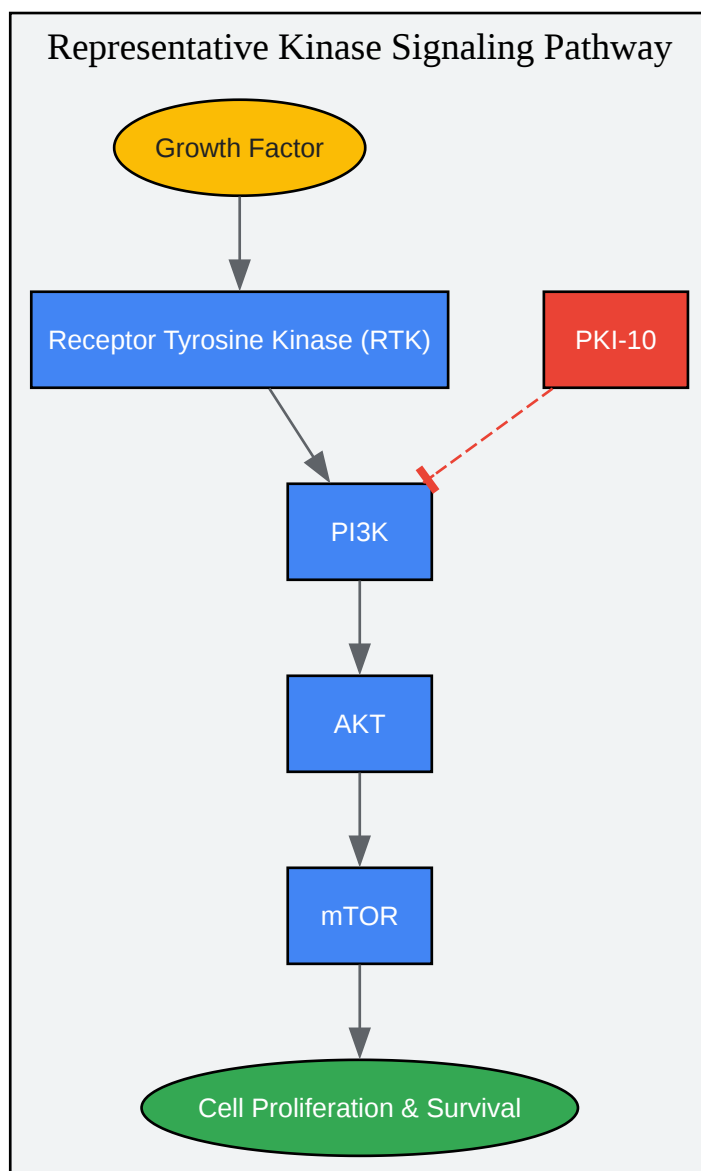 Representative Kinase Signaling Pathway
Growth Factor
Receptor Tyrosine Kinase (RTK)
PKI-10
PI3K
AKT
mTOR
Cell Proliferation & Survival